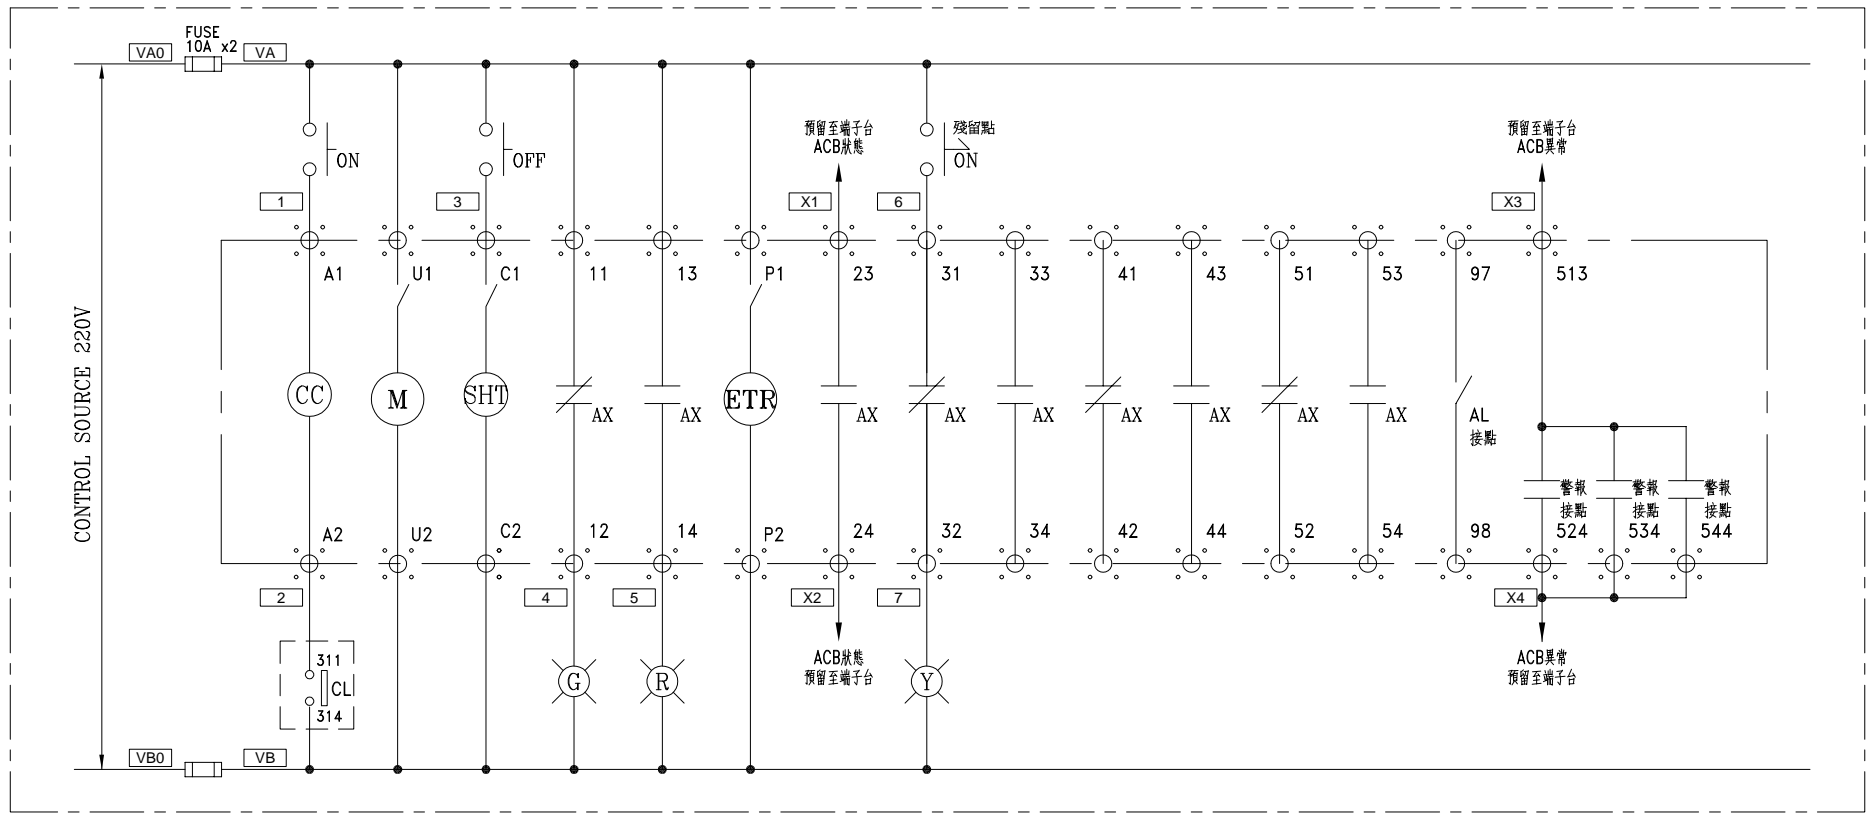 FUSE
10A x2
VA0
VA
預留至端子台
ACB狀態
殘留點
預留至端子台
ACB異常
ON
OFF
ON
1
3
X1
6
X3
A1
U1
C1
11
13
P1
23
31
33
41
43
51
53
97
513
CONTROL SOURCE 220V
CC
M
SHT
AX
AX
ETR
AX
AX
AX
AX
AX
AX
AX
AL
接點
警報
接點
警報
接點
警報
接點
A2
U2
C2
12
14
P2
24
32
34
42
44
52
54
98
524
534
544
2
4
5
X2
7
X4
311
CL
314
G
R
ACB狀態
預留至端子台
Y
ACB異常
預留至端子台
VB0
VB